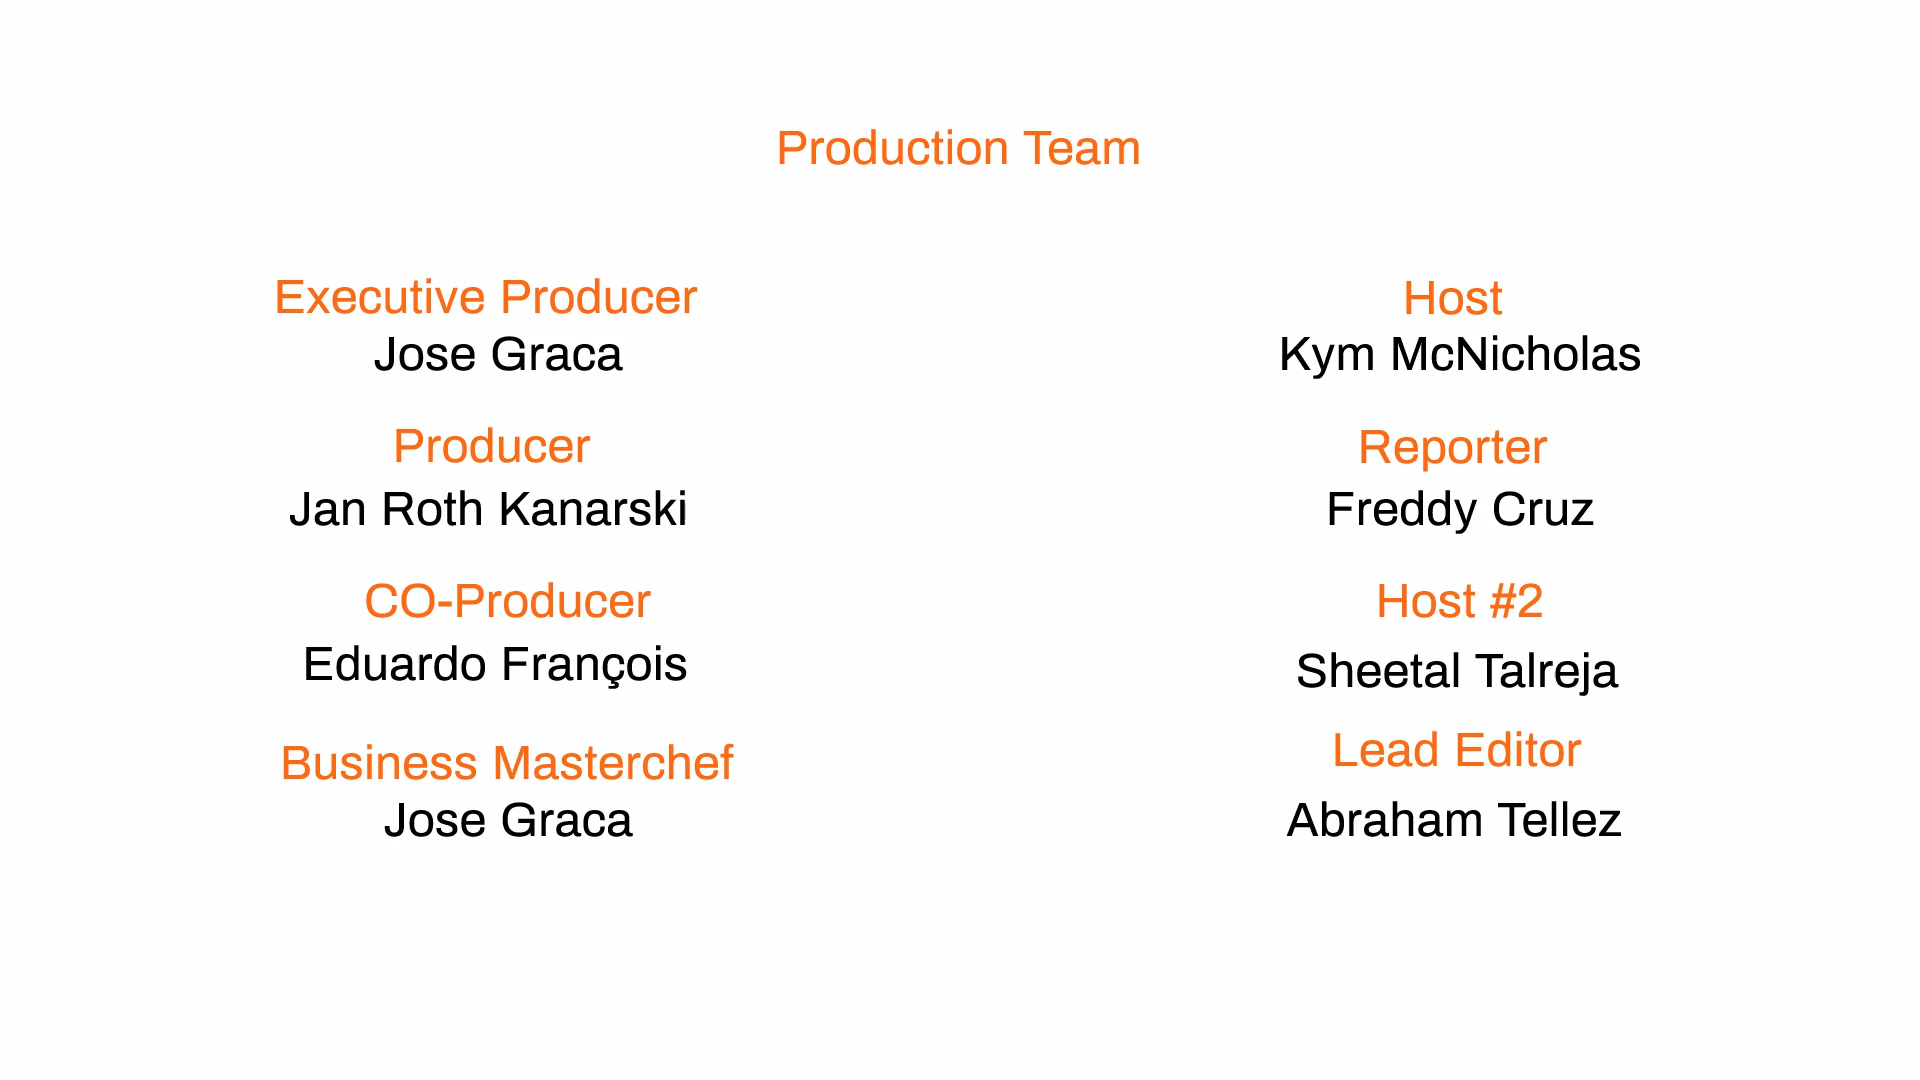 Production Team
Executive Producer
Jose Graca
Producer
Jan Roth Kanarski
CO-Producer
Eduardo François
Business Masterchef
Jose Graca
Host
Kym McNicholas
Reporter
Freddy Cruz
Host #2
Sheetal Talreja
Lead Editor
Abraham Tellez